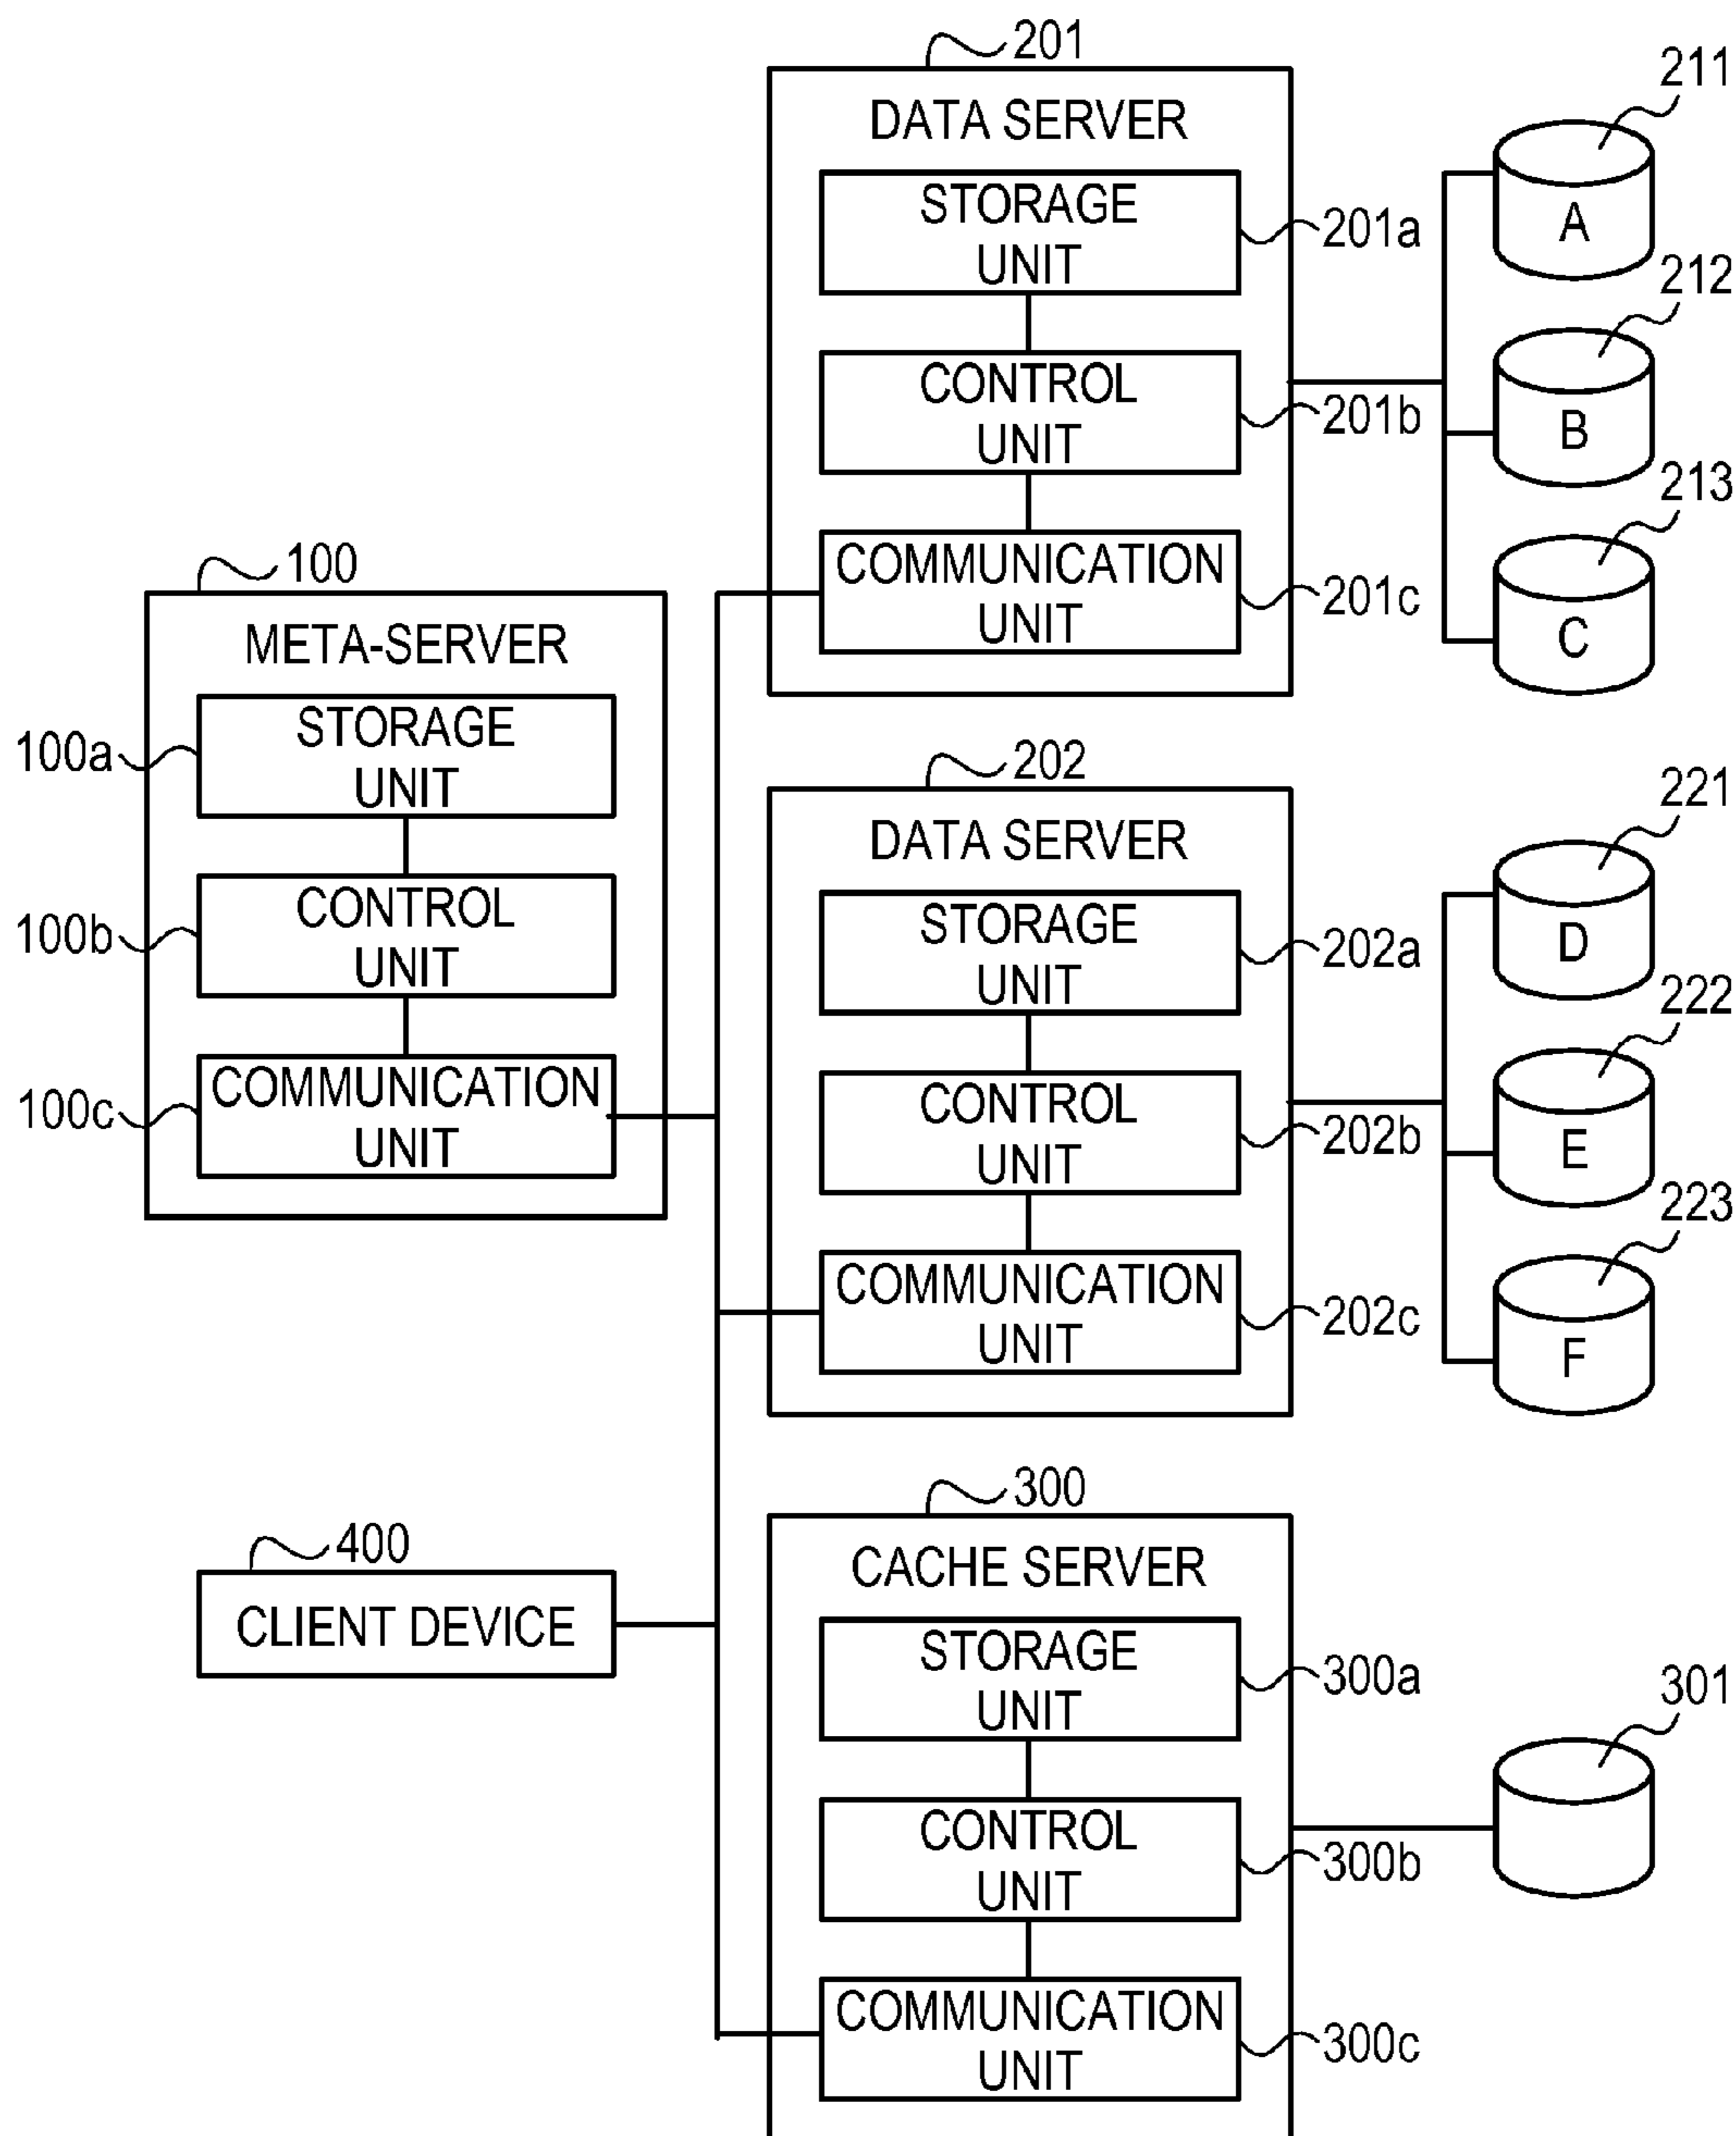 201
DATA SERVER
STORAGE
UNIT
201a
CONTROL
UNIT
201b
COMMUNICATION
UNIT
201c
211
A
212
B
213
C
100
META-SERVER
STORAGE
UNIT
100a
CONTROL
UNIT
100b
COMMUNICATION
UNIT
100c
202
DATA SERVER
STORAGE
UNIT
202a
CONTROL
UNIT
202b
COMMUNICATION
UNIT
202c
221
D
222
E
223
F
400
CLIENT DEVICE
300
CACHE SERVER
STORAGE
UNIT
300a
CONTROL
UNIT
300b
COMMUNICATION
UNIT
300c
301